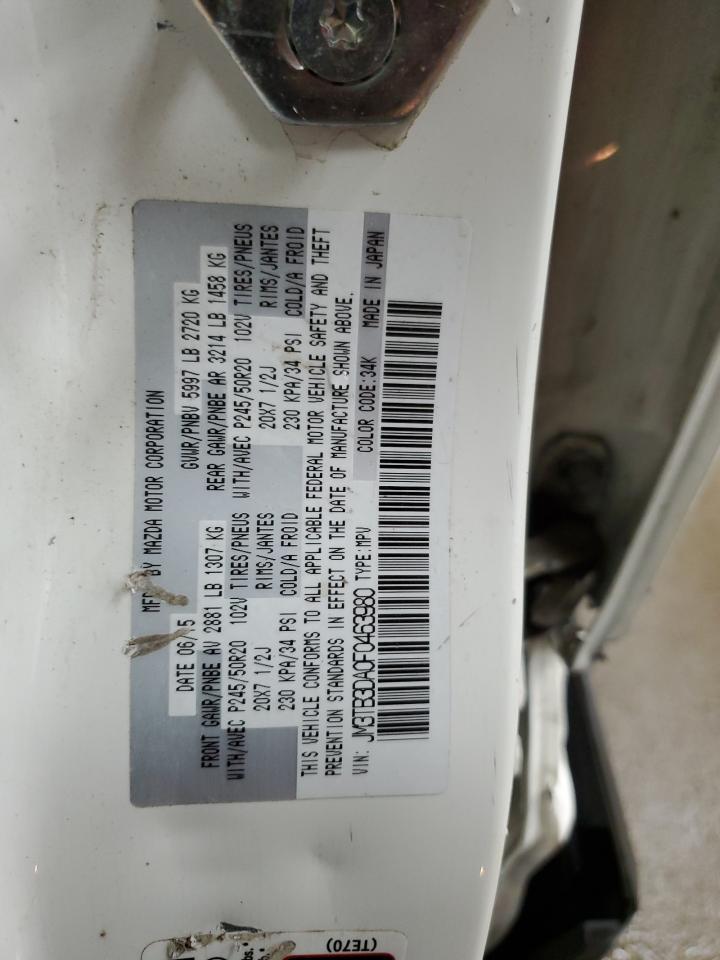 MFD BY MAZDA MOTOR CORPORATION
DATE 06/15 GVWR/PNBV 5997 LB 2720 KG
FRONT GAWR/PNBE AV 2881 LB 1307 KG REAR GAWR/PNBE AR 3214 LB 1458 KG
WITH/AVEC P245/50R20 102V TIRES/PNEUS WITH/AVEC P245/50R20 102V TIRES/PNEUS
20X7 1/2J RIMS/JANTES 20X7 1/2J RIMS/JANTES
230 KPA/34 PSI COLD/A FROID 230 KPA/34 PSI COLD/A FROID
THIS VEHICLE CONFORMS TO ALL APPLICABLE FEDERAL MOTOR VEHICLE SAFETY AND THEFT
PREVENTION STANDARDS IN EFFECT ON THE DATE OF MANUFACTURE SHOWN ABOVE.
VIN: JM3TB3DA0F0463980 TYPE:MPV COLOR CODE:34K MADE IN JAPAN
(TE70)